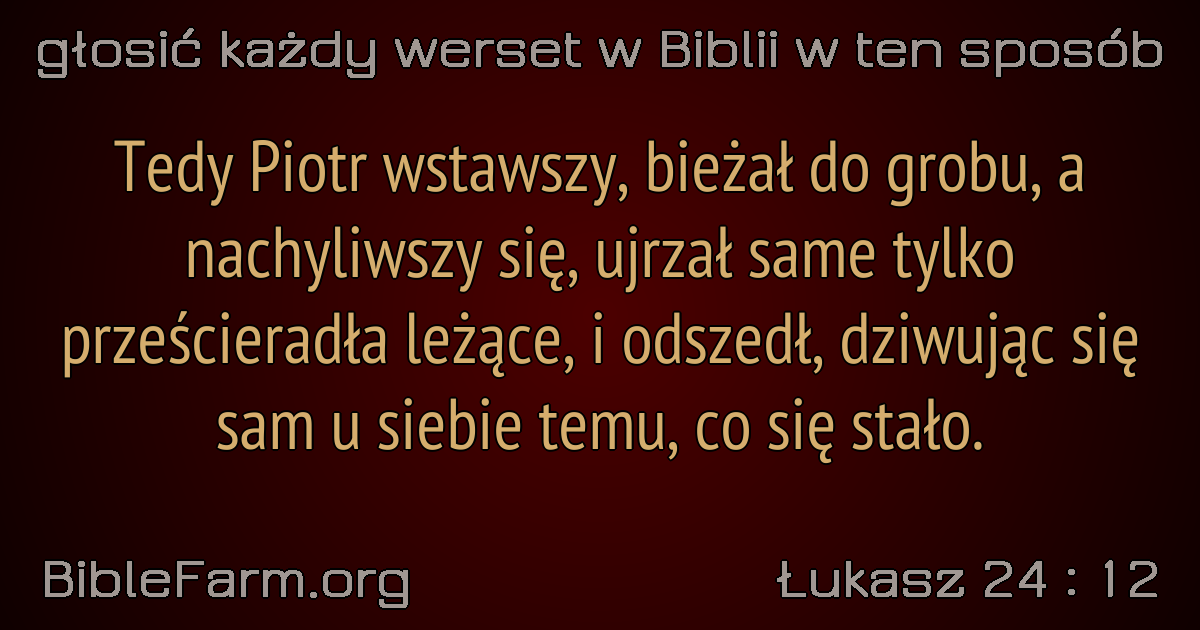 głosić każdy werset w Biblii w ten sposób
Tedy Piotr wstawszy, bieżał do grobu, a
nachyliwszy się, ujrzał same tylko
prześcieradła leżące, i odszedł, dziwując się
sam u siebie temu, co się stało.
BibleFarm.org
Łukasz 24 : 12